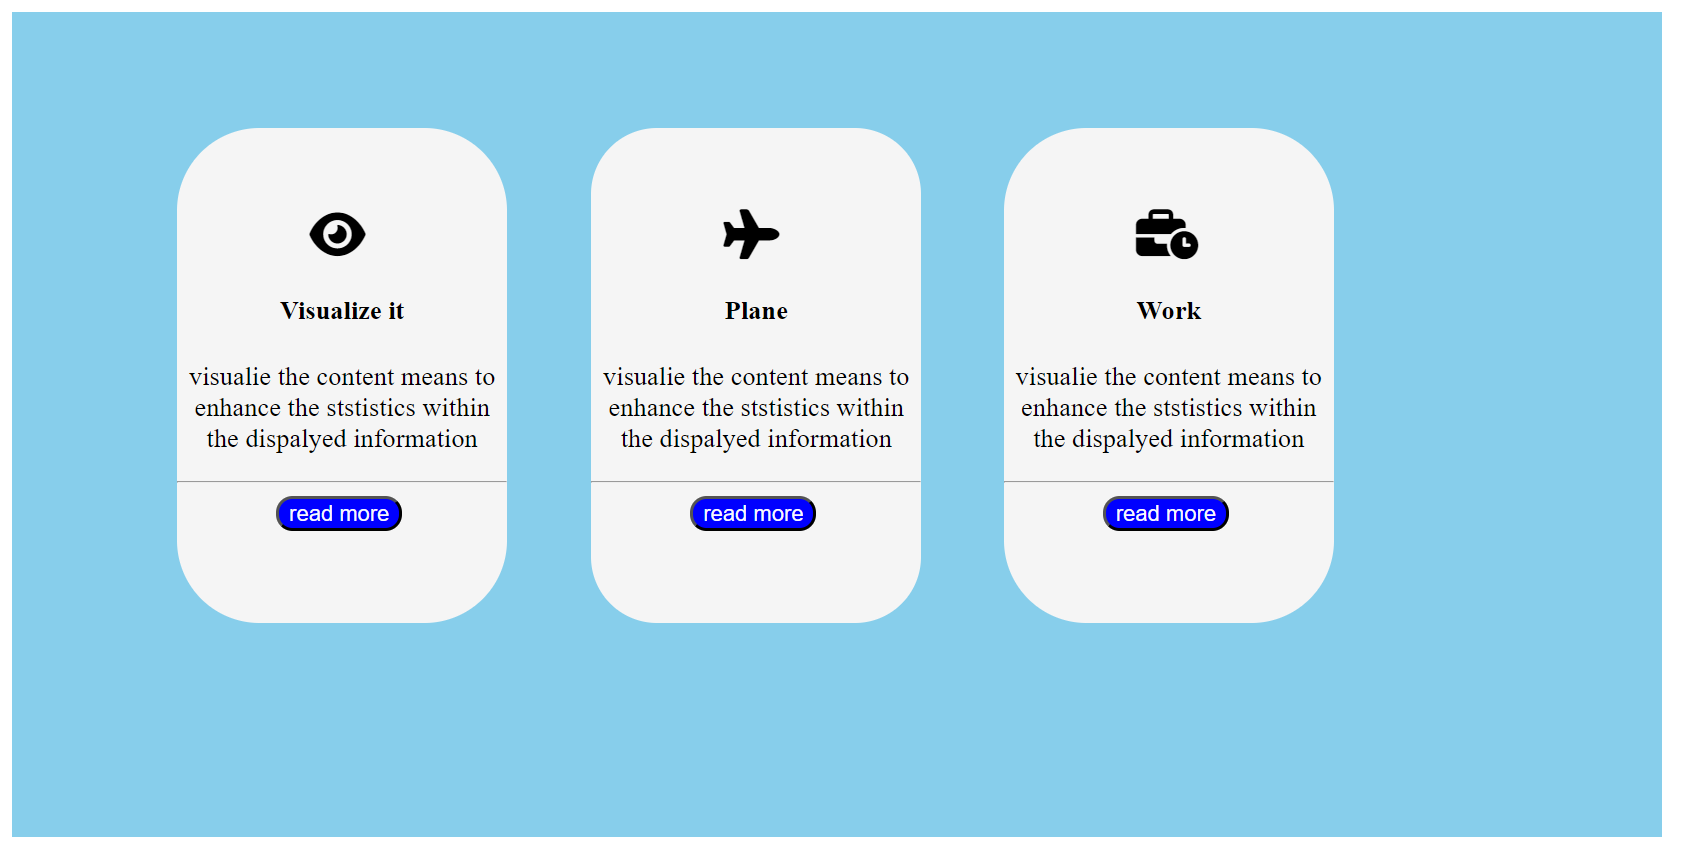 Visualize it
visualie the content means to
enhance the ststistics within
the dispalyed information
read more
Plane
visualie the content means to
enhance the ststistics within
the dispalyed information
read more
Work
visualie the content means to
enhance the ststistics within
the dispalyed information
read more